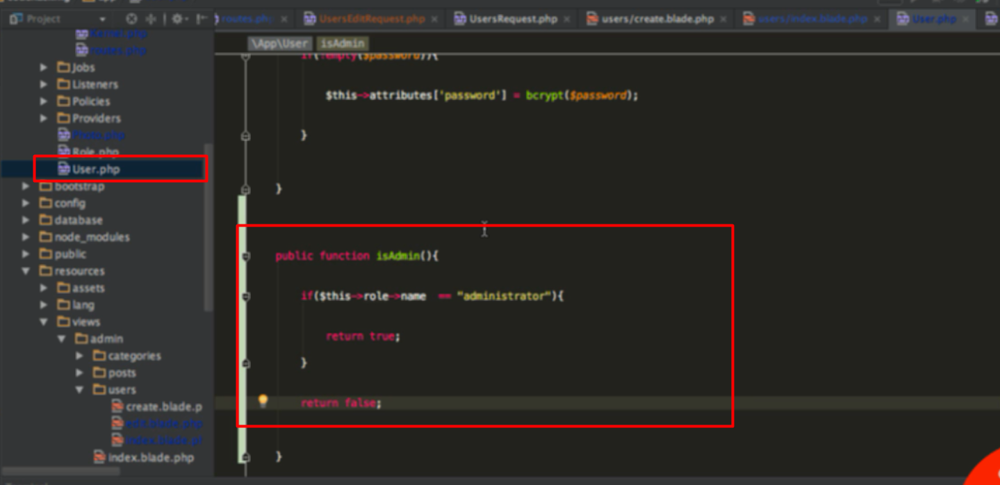 Project
routes.php
UsersEditRequest.php
UsersRequest.php
users/create.blade.php
users/index.blade.php
User.php
\App\User
isAdmin
Kernel.php
routes.php
Jobs
Listeners
Policies
Providers
Photo.php
Role.php
User.php
bootstrap
config
database
node_modules
public
resources
assets
lang
views
admin
categories
posts
users
create.blade.p
edit.blade.php
index.blade.p
index.blade.php
if(!empty($password)){
$this->attributes['password'] = bcrypt($password);
}
}
public function isAdmin(){
if($this->role->name == "administrator"){
return true;
}
return false;
}